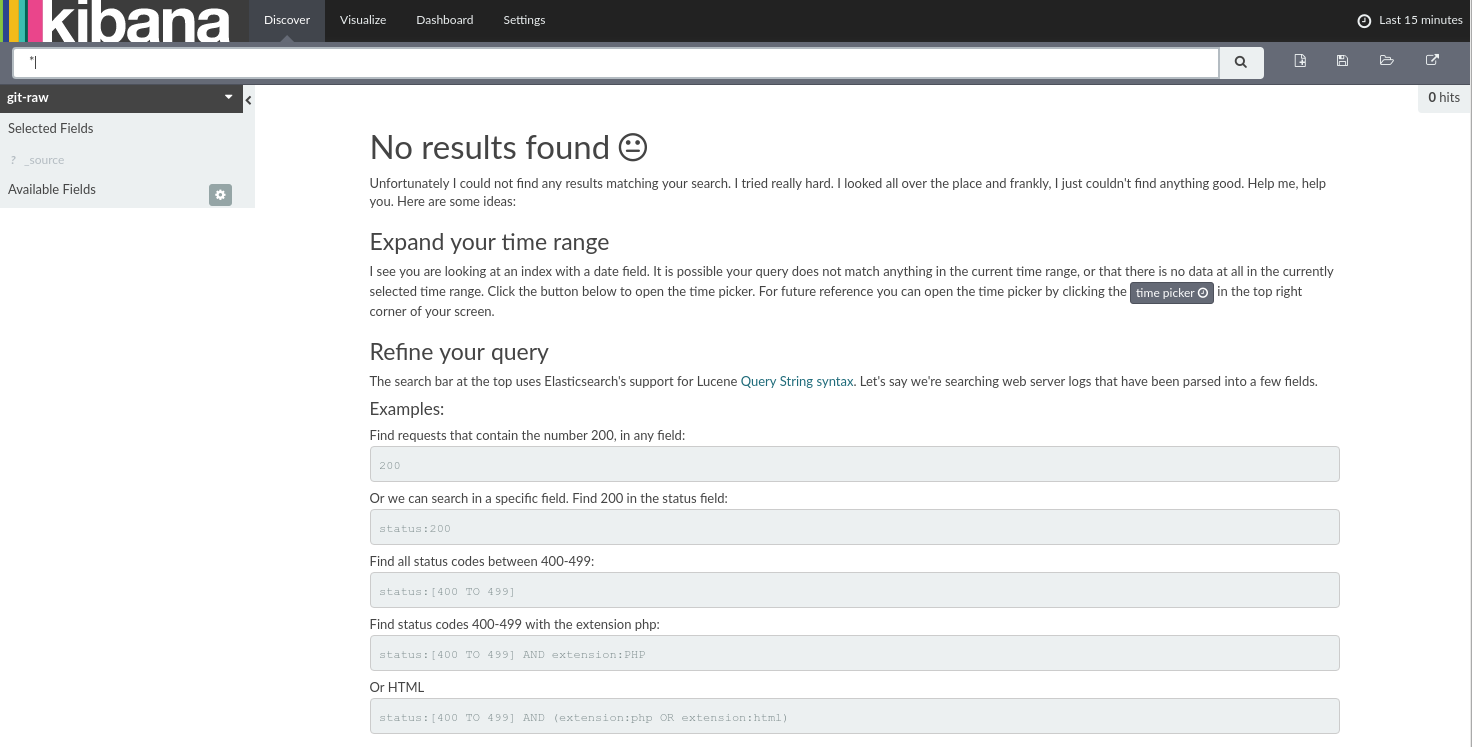 kibana
Discover
Visualize
Dashboard
Settings
Last 15 minutes
*
git-raw
0 hits
Selected Fields
? _source
Available Fields
No results found
Unfortunately I could not find any results matching your search. I tried really hard. I looked all over the place and frankly, I just couldn't find anything good. Help me, help
you. Here are some ideas:
Expand your time range
I see you are looking at an index with a date field. It is possible your query does not match anything in the current time range, or that there is no data at all in the currently
selected time range. Click the button below to open the time picker. For future reference you can open the time picker by clicking the time picker in the top right
corner of your screen.
Refine your query
The search bar at the top uses Elasticsearch's support for Lucene Query String syntax. Let's say we're searching web server logs that have been parsed into a few fields.
Examples:
Find requests that contain the number 200, in any field:
200
Or we can search in a specific field. Find 200 in the status field:
status:200
Find all status codes between 400-499:
status:[400 TO 499]
Find status codes 400-499 with the extension php:
status:[400 TO 499] AND extension:PHP
Or HTML
status:[400 TO 499] AND (extension:php OR extension:html)